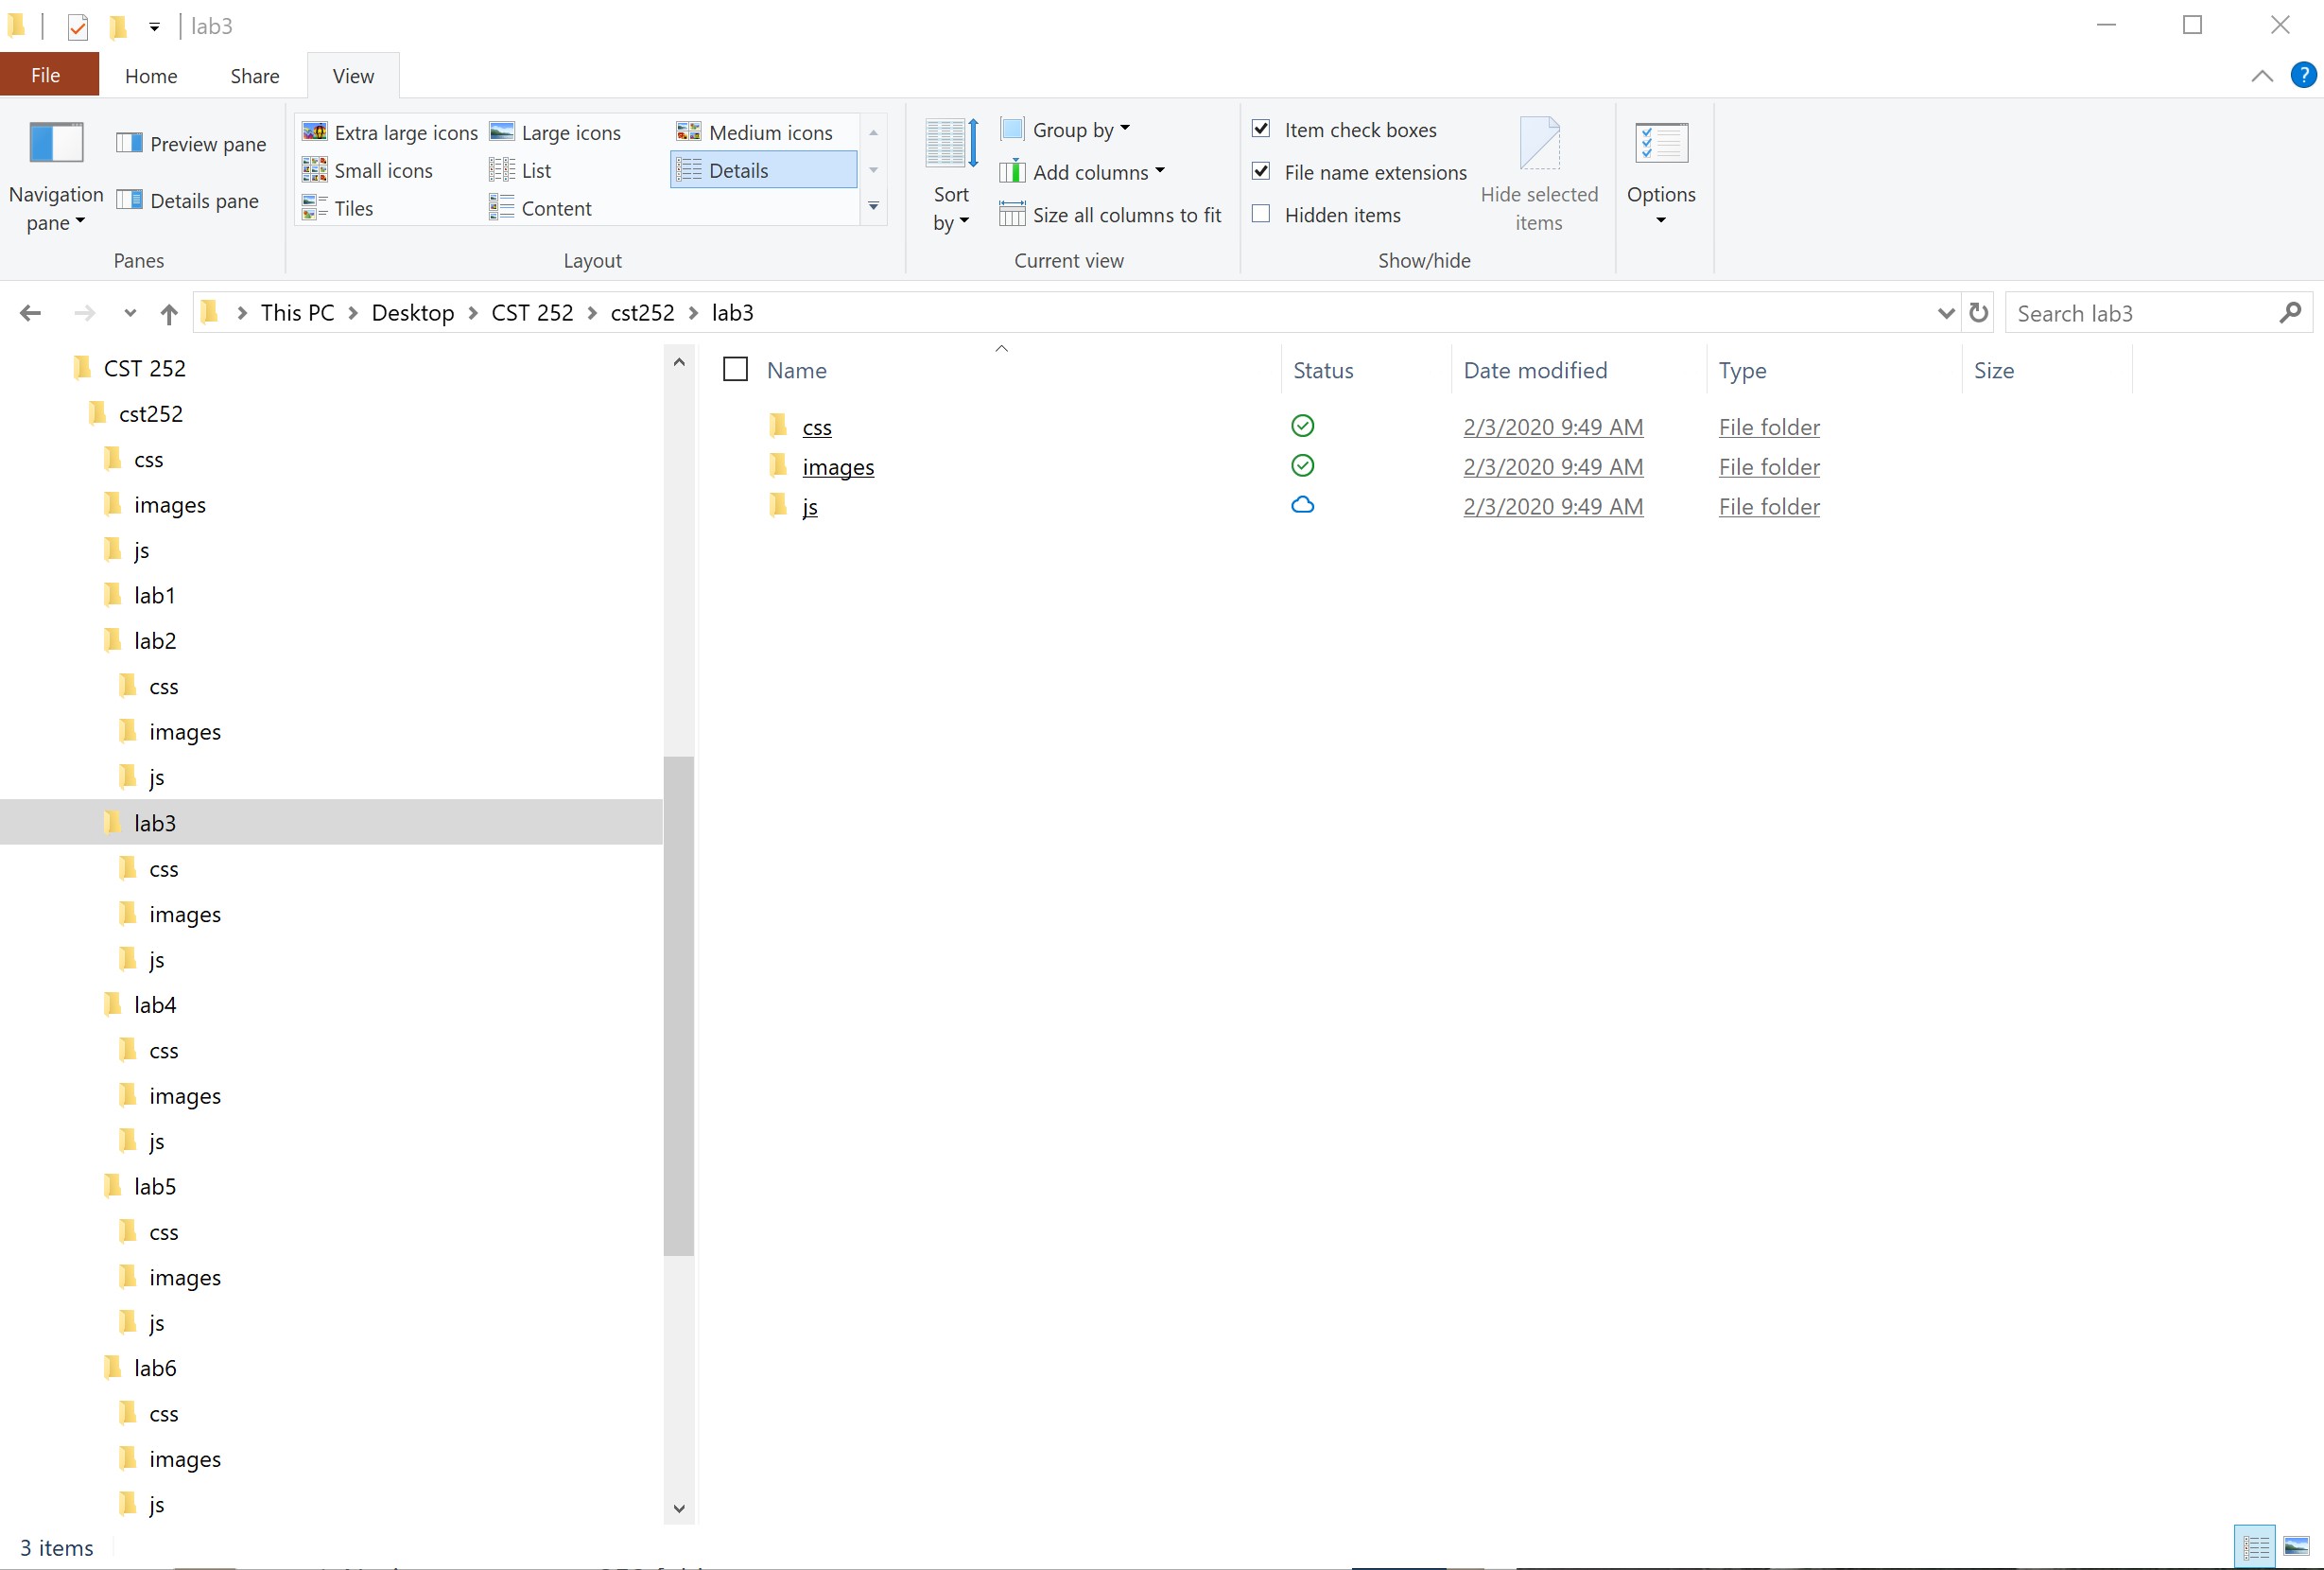 lab3
File Home Share View
?
Navigation pane
Preview pane
Details pane
Panes
Extra large icons Large icons Medium icons
Small icons List Details
Tiles Content
Layout
Sort by
Group by
Add columns
Size all columns to fit
Current view
Item check boxes
File name extensions
Hidden items
Hide selected items
Show/hide
Options
This PC > Desktop > CST 252 > cst252 > lab3
Search lab3
CST 252
cst252
css
images
js
lab1
lab2
css
images
js
lab3
css
images
js
lab4
css
images
js
lab5
css
images
js
lab6
css
images
js
Name Status Date modified Type Size
css 2/3/2020 9:49 AM File folder
images 2/3/2020 9:49 AM File folder
js 2/3/2020 9:49 AM File folder
3 items